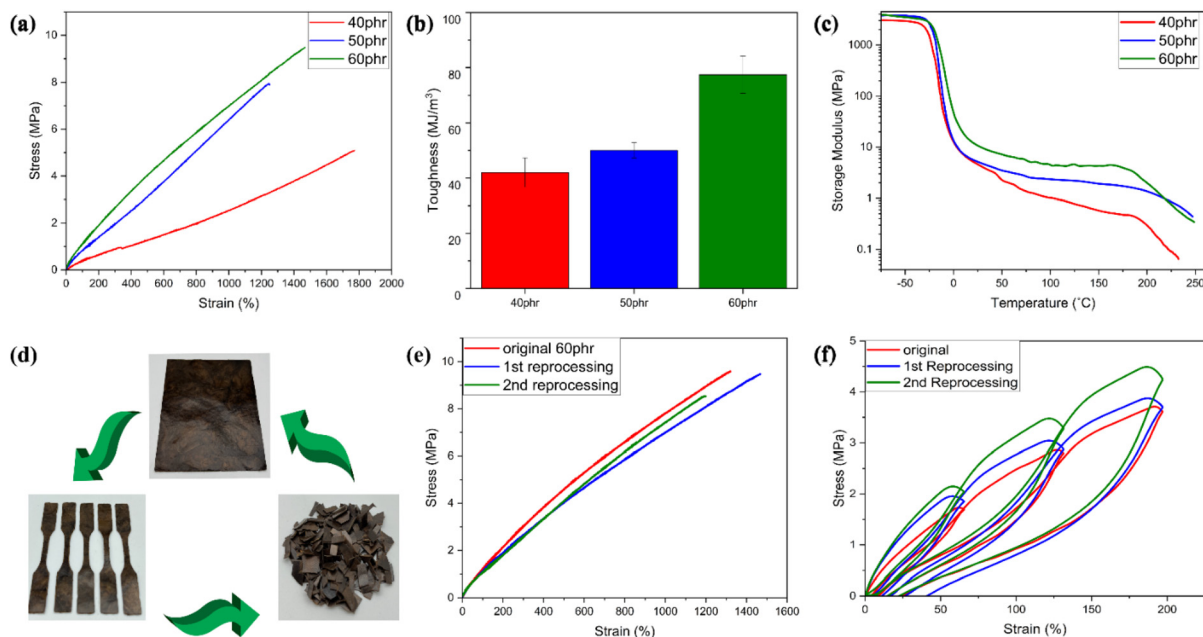 (a)
40phr
50phr
60phr
10
8
6
4
2
0
0 200 400 600 800 1000 1200 1400 1600 1800 2000
Stress (MPa)
Strain (%)
(b)
100
80
60
40
20
0
40phr 50phr 60phr
Toughness (MJ/m³)
(c)
40phr
50phr
60phr
1000
100
10
1
0.1
-50 0 50 100 150 200 250
Storage Modulus (MPa)
Temperature (˚C)
(d)
(e)
original 60phr
1st reprocessing
2nd reprocessing
12
10
8
6
4
2
0
0 200 400 600 800 1000 1200 1400 1600
Stress (MPa)
Strain (%)
(f)
original
1st Reprocessing
2nd Reprocessing
5
4
3
2
1
0
0 50 100 150 200
Stress (MPa)
Strain (%)